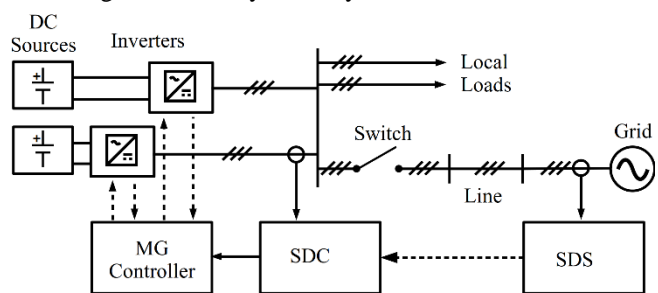 DC
Sources
Inverters
Local
Loads
Switch
Grid
Line
MG
Controller
SDC
SDS